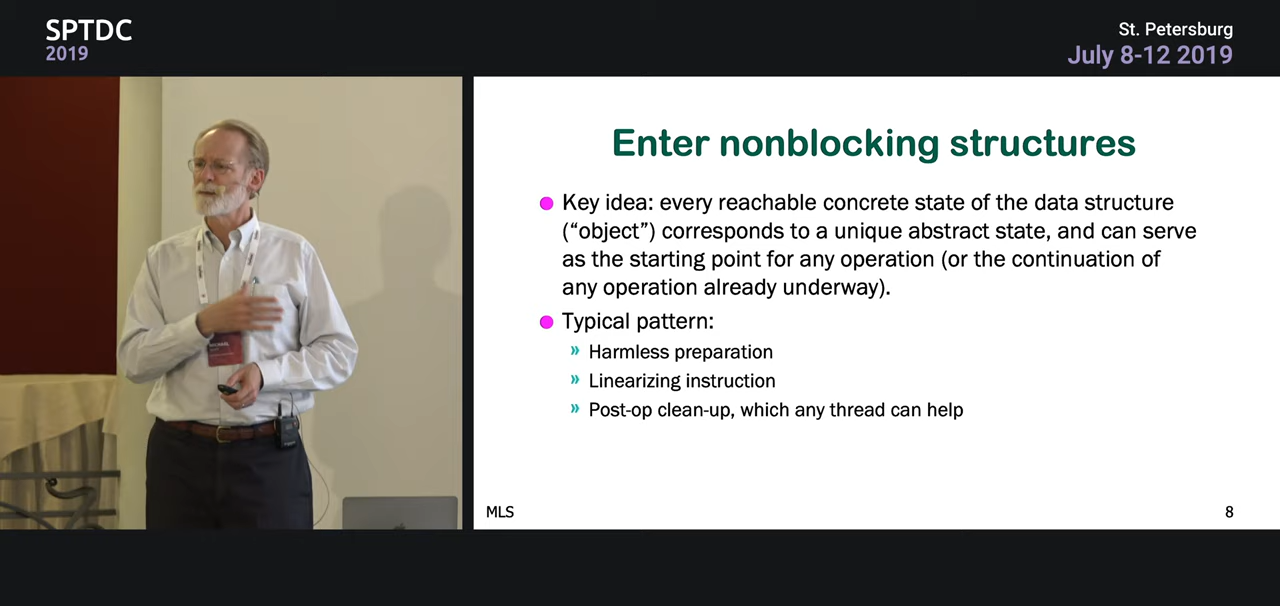 SPTDC
2019
St. Petersburg
July 8-12 2019
Enter nonblocking structures
Key idea: every reachable concrete state of the data structure
(“object”) corresponds to a unique abstract state, and can serve
as the starting point for any operation (or the continuation of
any operation already underway).
Typical pattern:
» Harmless preparation
» Linearizing instruction
» Post-op clean-up, which any thread can help
MLS
8